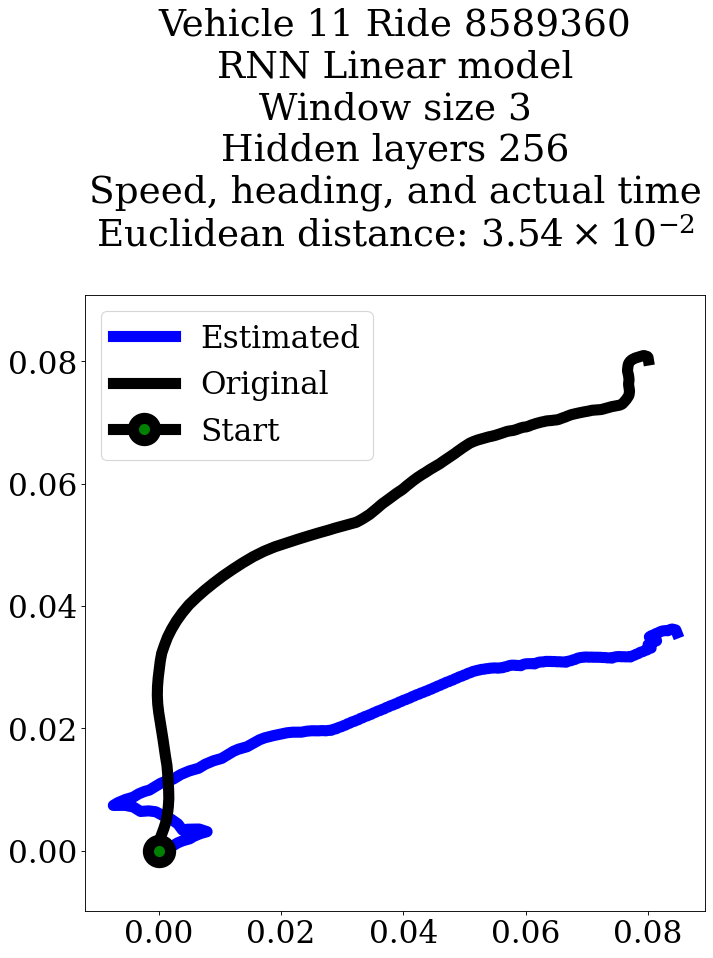 Vehicle 11 Ride 8589360
RNN Linear model
Window size 3
Hidden layers 256
Speed, heading, and actual time
Euclidean distance: 3.54 × 10⁻²
Estimated
Original
Start
0.08
0.06
0.04
0.02
0.00
0.00 0.02 0.04 0.06 0.08